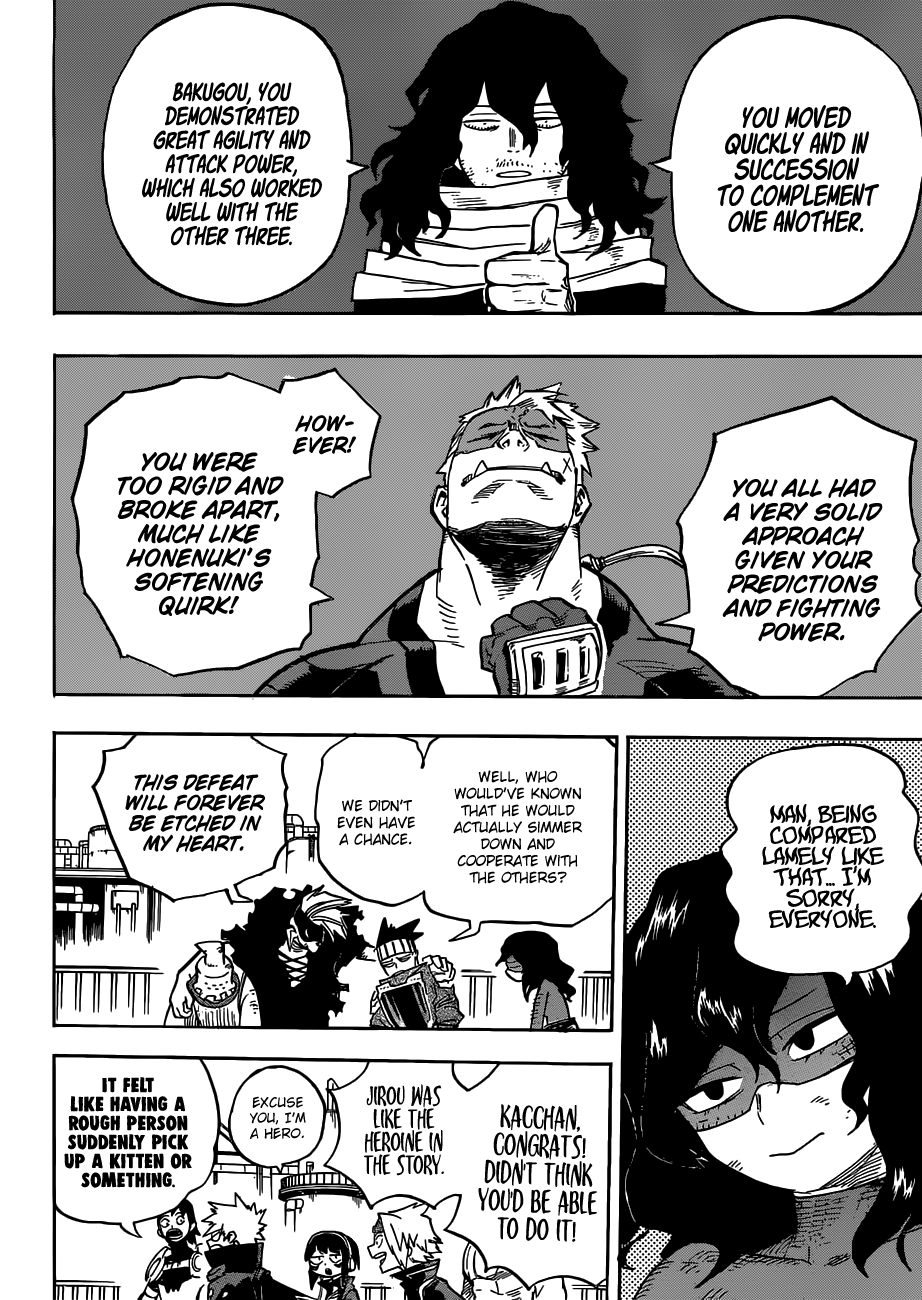 YOU MOVED
QUICKLY AND IN
SUCCESSION
TO COMPLEMENT
ONE ANOTHER.
BAKUGOU, YOU
DEMONSTRATED
GREAT AGILITY AND
ATTACK POWER,
WHICH ALSO WORKED
WELL WITH THE
OTHER THREE.
YOU ALL HAD
A VERY SOLID
APPROACH
GIVEN YOUR
PREDICTIONS
AND FIGHTING
POWER.
HOW-
EVER!
YOU WERE
TOO RIGID AND
BROKE APART,
MUCH LIKE
HONENUKI'S
SOFTENING
QUIRK!
MAN, BEING
COMPARED
LAMELY LIKE
THAT... I'M
SORRY,
EVERYONE.
WELL, WHO
WOULD'VE KNOWN
THAT HE WOULD
ACTUALLY SIMMER
DOWN AND
COOPERATE WITH
THE OTHERS?
WE DIDN'T
EVEN HAVE
A CHANCE.
THIS DEFEAT
WILL FOREVER
BE ETCHED IN
MY HEART.
KACCHAN,
CONGRATS!
DIDN'T THINK
YOU'D BE ABLE
TO DO IT!
JIROU WAS
LIKE THE
HEROINE IN
THE STORY.
EXCUSE
YOU, I'M
A HERO.
IT FELT
LIKE HAVING A
ROUGH PERSON
SUDDENLY PICK
UP A KITTEN OR
SOMETHING.